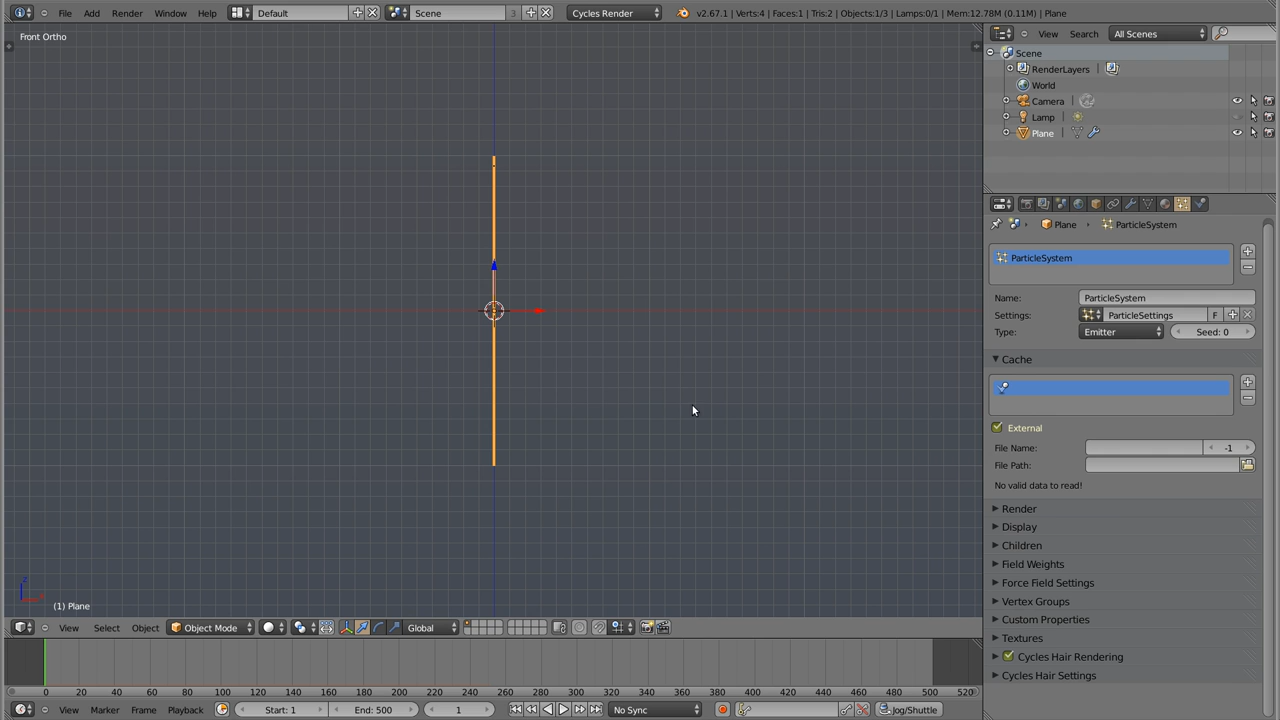 File Add Render Window Help Default Scene 3 Cycles Render v2.67.1 | Verts:4 | Faces:1 | Tris:2 | Objects:1/3 | Lamps:0/1 | Mem:12.78M (0.11M) | Plane
Front Ortho
View Search All Scenes
Scene
RenderLayers |
World
Camera |
Lamp |
Plane |
Plane ParticleSystem
ParticleSystem
Name: ParticleSystem
Settings: ParticleSettings F
Type: Emitter Seed: 0
Cache
External
File Name: -1
File Path:
No valid data to read!
Render
Display
Children
Field Weights
Force Field Settings
Vertex Groups
Custom Properties
Textures
Cycles Hair Rendering
Cycles Hair Settings
z
(1) Plane
View Select Object Object Mode Global
0 20 40 60 80 100 120 140 160 180 200 220 240 260 280 300 320 340 360 380 400 420 440 460 480 500 520
View Marker Frame Playback Start: 1 End: 500 1 No Sync Jog/Shuttle